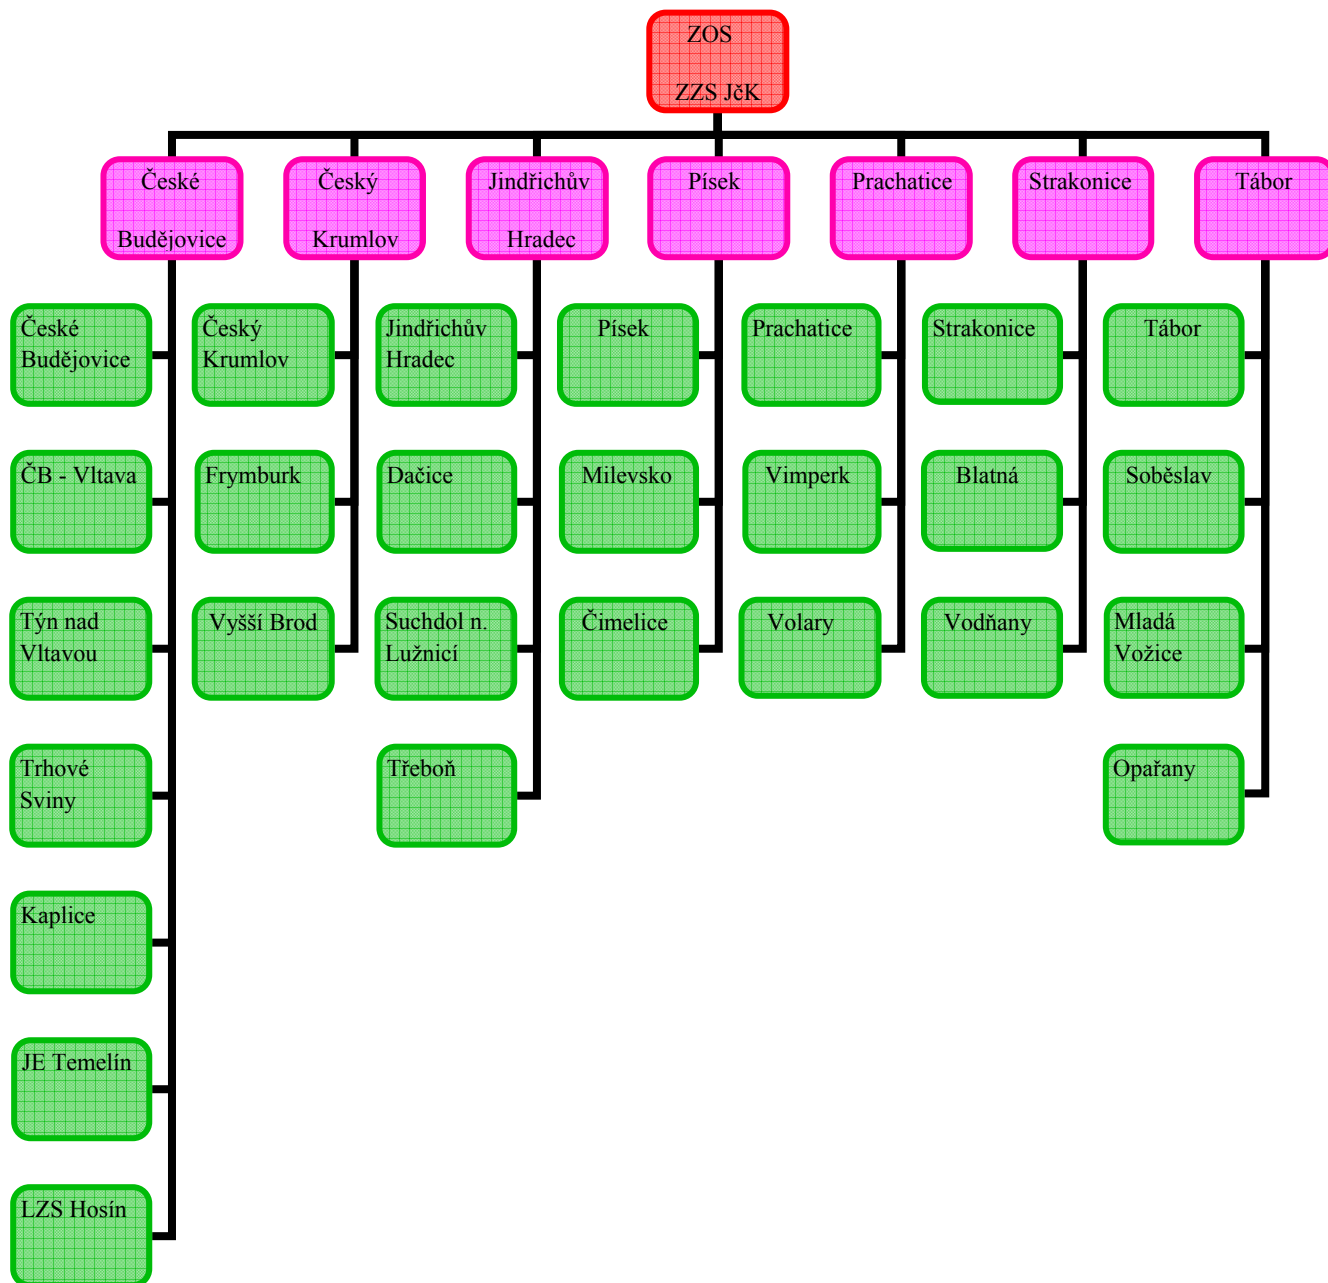 ZOS
ZZS JčK
České
Budějovice
Český
Krumlov
Jindřichův
Hradec
Písek
Prachatice
Strakonice
Tábor
České
Budějovice
Český
Krumlov
Jindřichův
Hradec
Písek
Prachatice
Strakonice
Tábor
ČB - Vltava
Frymburk
Dačice
Milevsko
Vimperk
Blatná
Soběslav
Týn nad
Vltavou
Vyšší Brod
Suchdol n.
Lužnicí
Čimelice
Volary
Vodňany
Mladá
Vožice
Trhové
Sviny
Třeboň
Opařany
Kaplice
JE Temelín
LZS Hosín